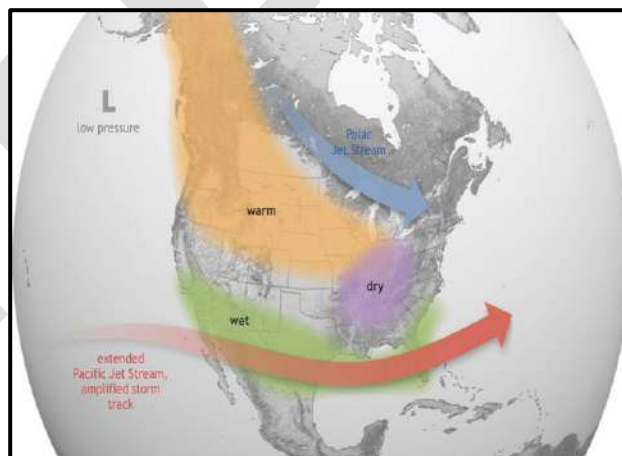 L
low pressure
Polar
Jet Stream
warm
dry
wet
extended
Pacific Jet Stream,
amplified storm
track